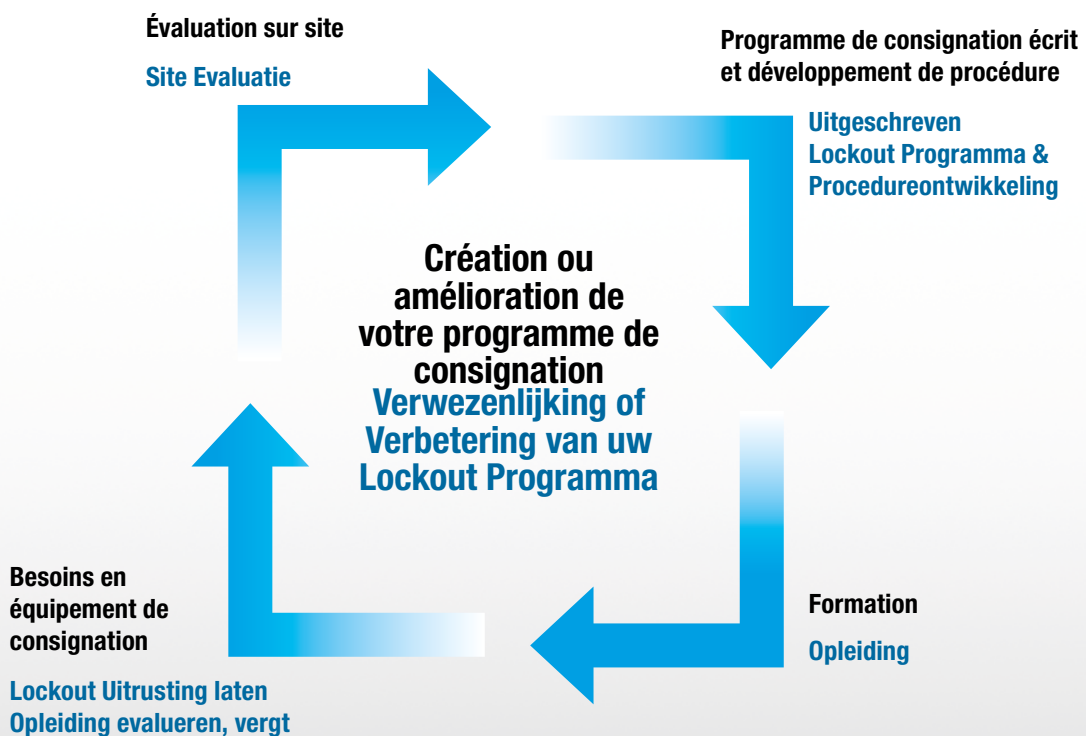 Évaluation sur site
Site Evaluatie
Programme de consignation écrit
et développement de procédure
Uitgeschreven
Lockout Programma &
Procedureontwikkeling
Création ou
amélioration de
votre programme de
consignation
Verwezenlijking of
Verbetering van uw
Lockout Programma
Formation
Opleiding
Besoins en
équipement de
consignation
Lockout Uitrusting laten
Opleiding evalueren, vergt